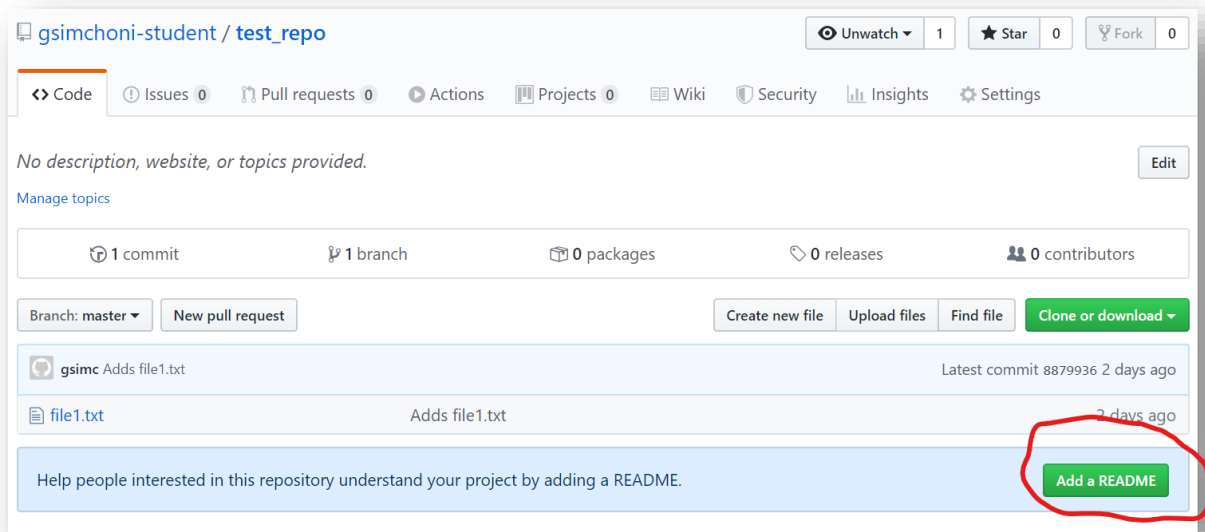 gsimchoni-student / test_repo
Unwatch 1 Star 0 Fork 0
Code Issues 0 Pull requests 0 Actions Projects 0 Wiki Security Insights Settings
No description, website, or topics provided. Edit
Manage topics
1 commit 1 branch 0 packages 0 releases 0 contributors
Branch: master New pull request Create new file Upload files Find file Clone or download
gsimc Adds file1.txt Latest commit 8879936 2 days ago
file1.txt Adds file1.txt 2 days ago
Help people interested in this repository understand your project by adding a README. Add a README